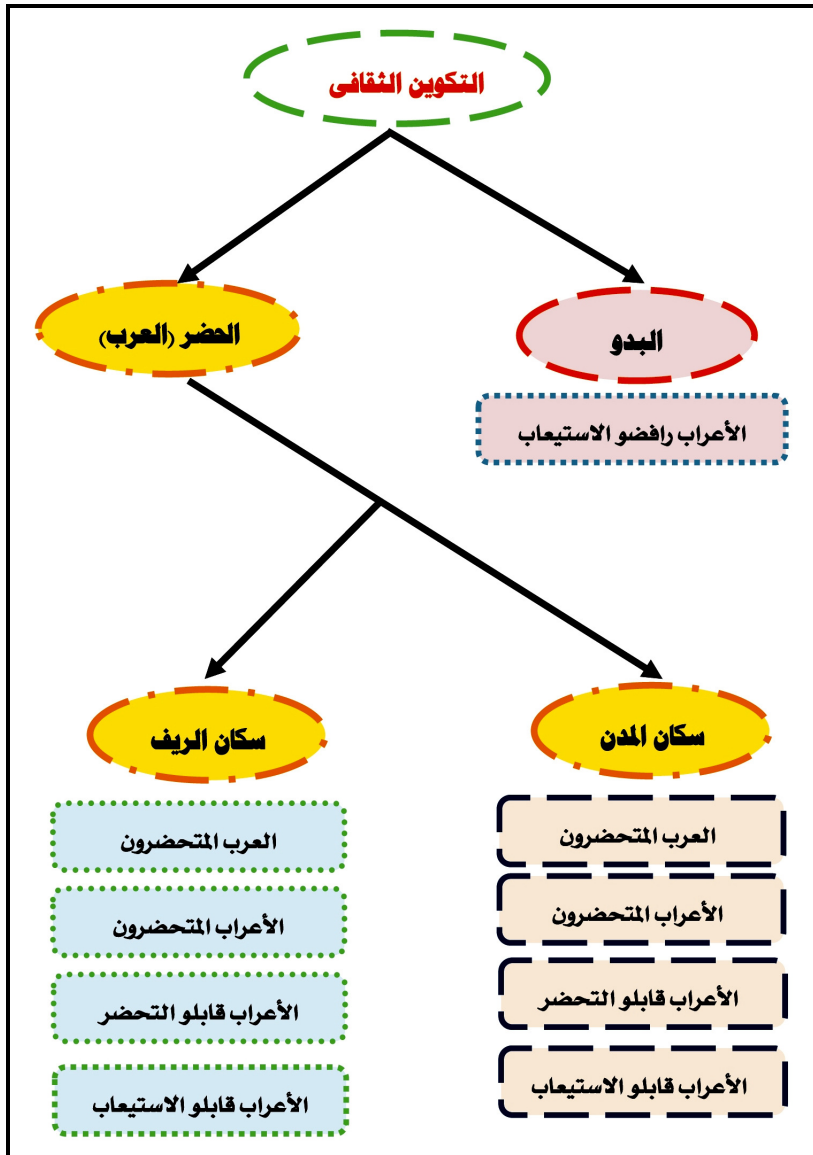 التكوين الثقافى
البدو
الأعراب رافضو الاستيعاب
الحضر (العرب)
سكان المدن
العرب المتحضرون
الأعراب المتحضرون
الأعراب قابلو التحضر
الأعراب قابلو الاستيعاب
سكان الريف
العرب المتحضرون
الأعراب المتحضرون
الأعراب قابلو التحضر
الأعراب قابلو الاستيعاب